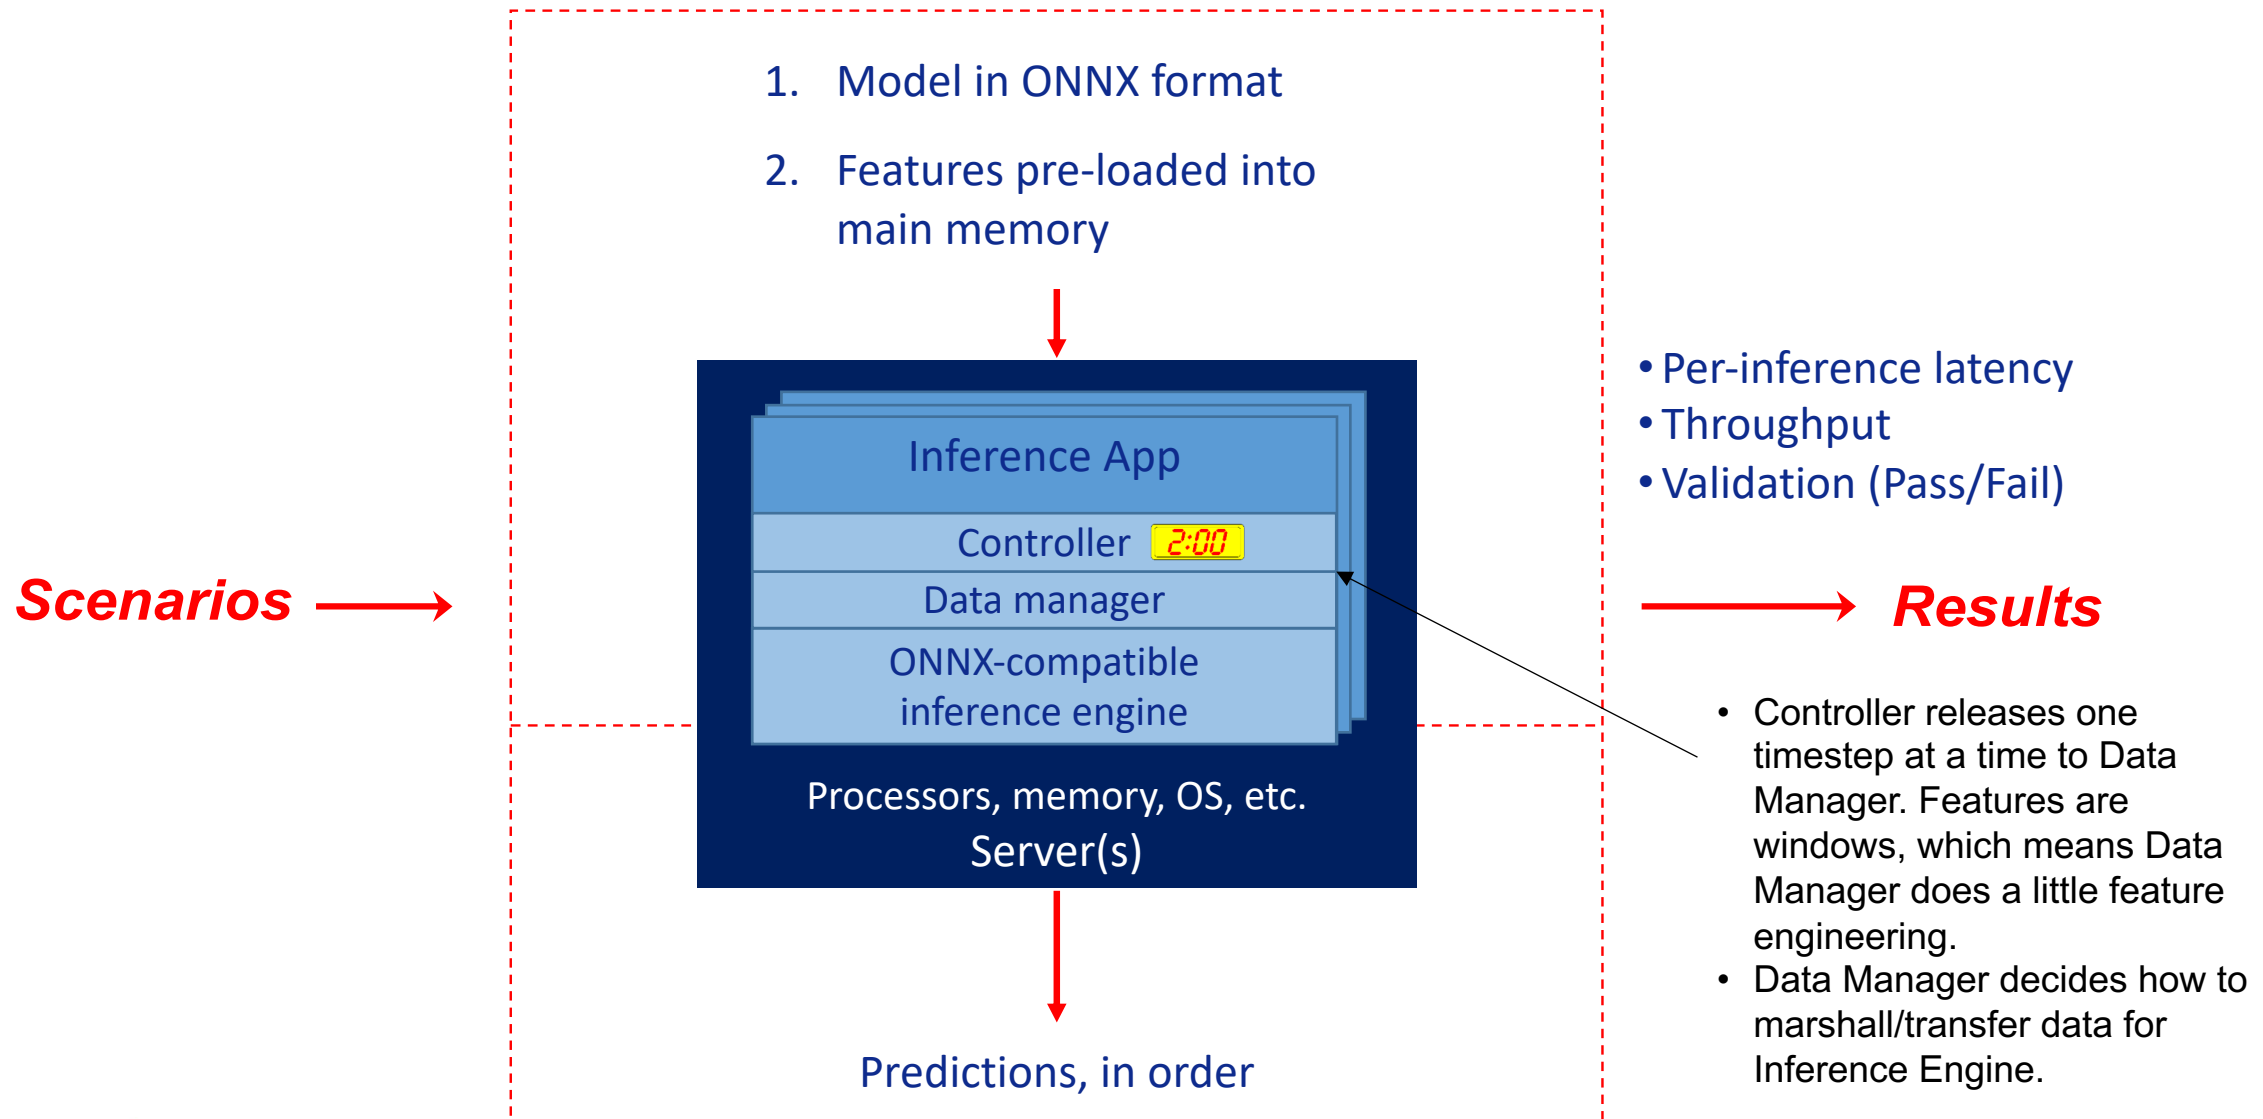 1. Model in ONNX format
2. Features pre-loaded into
main memory
Inference App
Controller 2:00
Data manager
ONNX-compatible
inference engine
Processors, memory, OS, etc.
Server(s)
Predictions, in order
Scenarios
• Per-inference latency
• Throughput
• Validation (Pass/Fail)
Results
• Controller releases one
timestep at a time to Data
Manager. Features are
windows, which means Data
Manager does a little feature
engineering.
• Data Manager decides how to
marshall/transfer data for
Inference Engine.